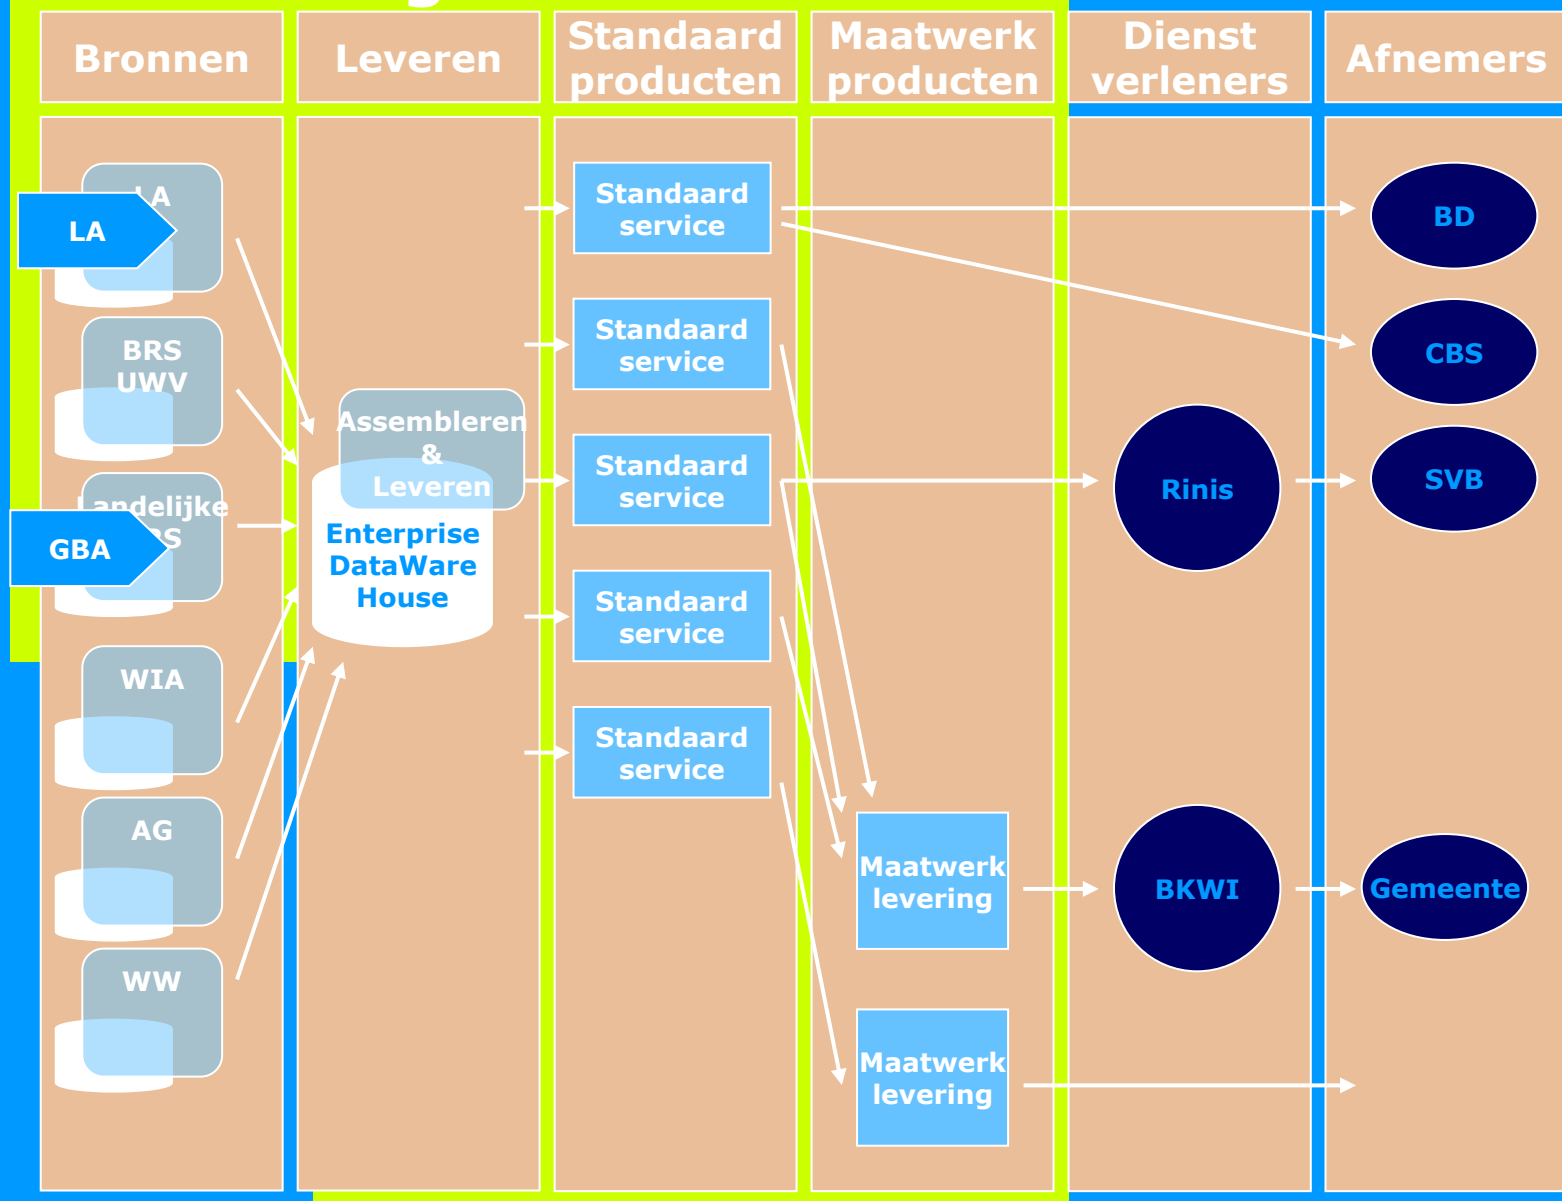 Bronnen
Leveren
Standaard
producten
Maatwerk
producten
Dienst
verleners
Afnemers
LA
LA
BRS
UWV
Landelijke
GBA
WIA
AG
WW
Assembleren
&
Leveren
Enterprise
DataWare
House
Standaard
service
Standaard
service
Standaard
service
Standaard
service
Standaard
service
Maatwerk
levering
Maatwerk
levering
Rinis
BKWI
BD
CBS
SVB
Gemeente